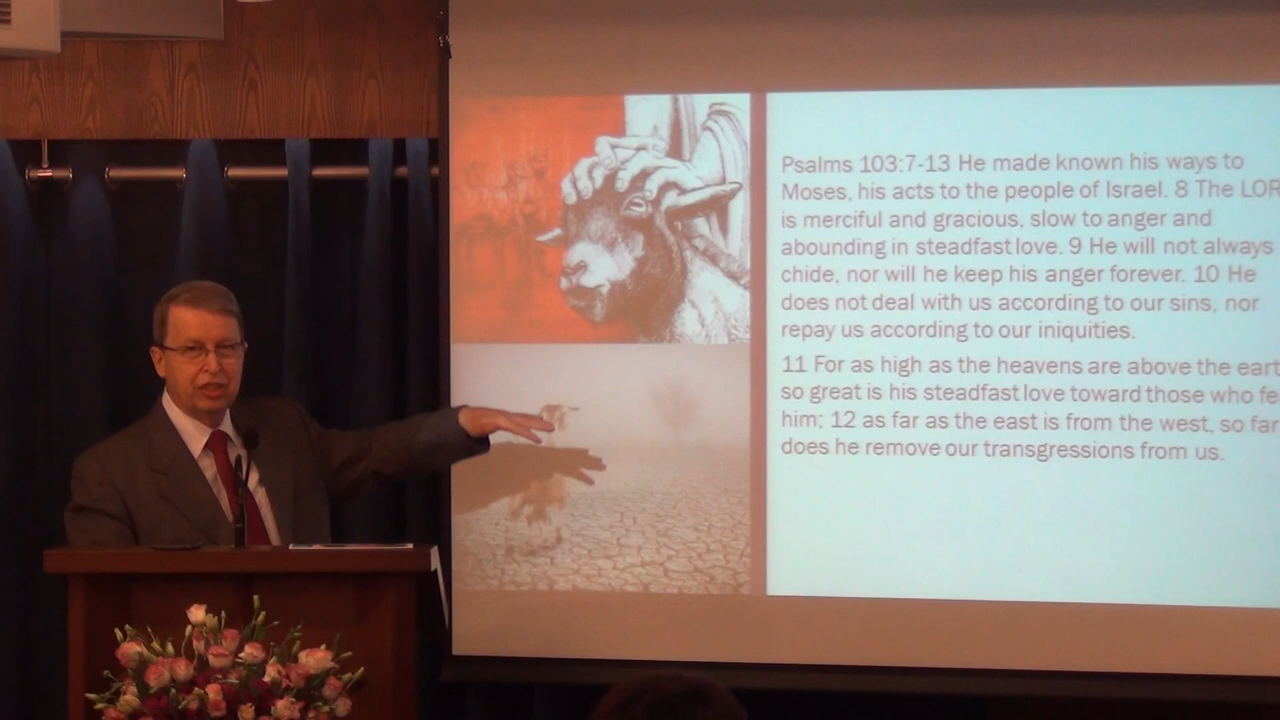 Psalms 103:7-13 He made known his ways to
Moses, his acts to the people of Israel. 8 The LOR
is merciful and gracious, slow to anger and
abounding in steadfast love. 9 He will not always
chide, nor will he keep his anger forever. 10 He
does not deal with us according to our sins, nor
repay us according to our iniquities.
11 For as high as the heavens are above the eart
so great is his steadfast love toward those who fe
him; 12 as far as the east is from the west, so far
does he remove our transgressions from us.